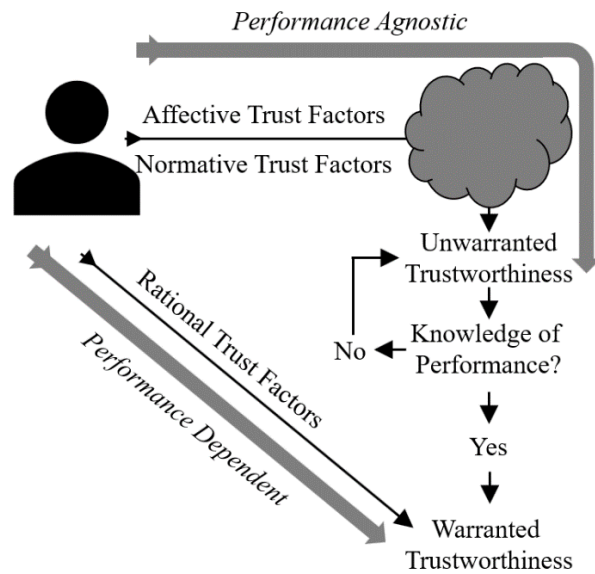 Performance Agnostic
Affective Trust Factors
Normative Trust Factors
Unwarranted
Trustworthiness
Rational Trust Factors
Performance Dependent
No
Knowledge of
Performance?
Yes
Warranted
Trustworthiness